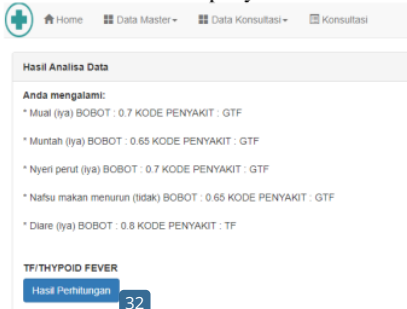 Home Data Master Data Konsultasi Konsultasi
Hasil Analisa Data
Anda mengalami:
* Mual (iya) BOBOT : 0.7 KODE PENYAKIT : GTF
* Muntah (iya) BOBOT : 0.65 KODE PENYAKIT : GTF
* Nyeri perut (iya) BOBOT : 0.7 KODE PENYAKIT : GTF
* Nafsu makan menurun (tidak) BOBOT : 0.65 KODE PENYAKIT : GTF
* Diare (iya) BOBOT : 0.8 KODE PENYAKIT : TF
TF/THYPOID FEVER
Hasil Perhitungan
32